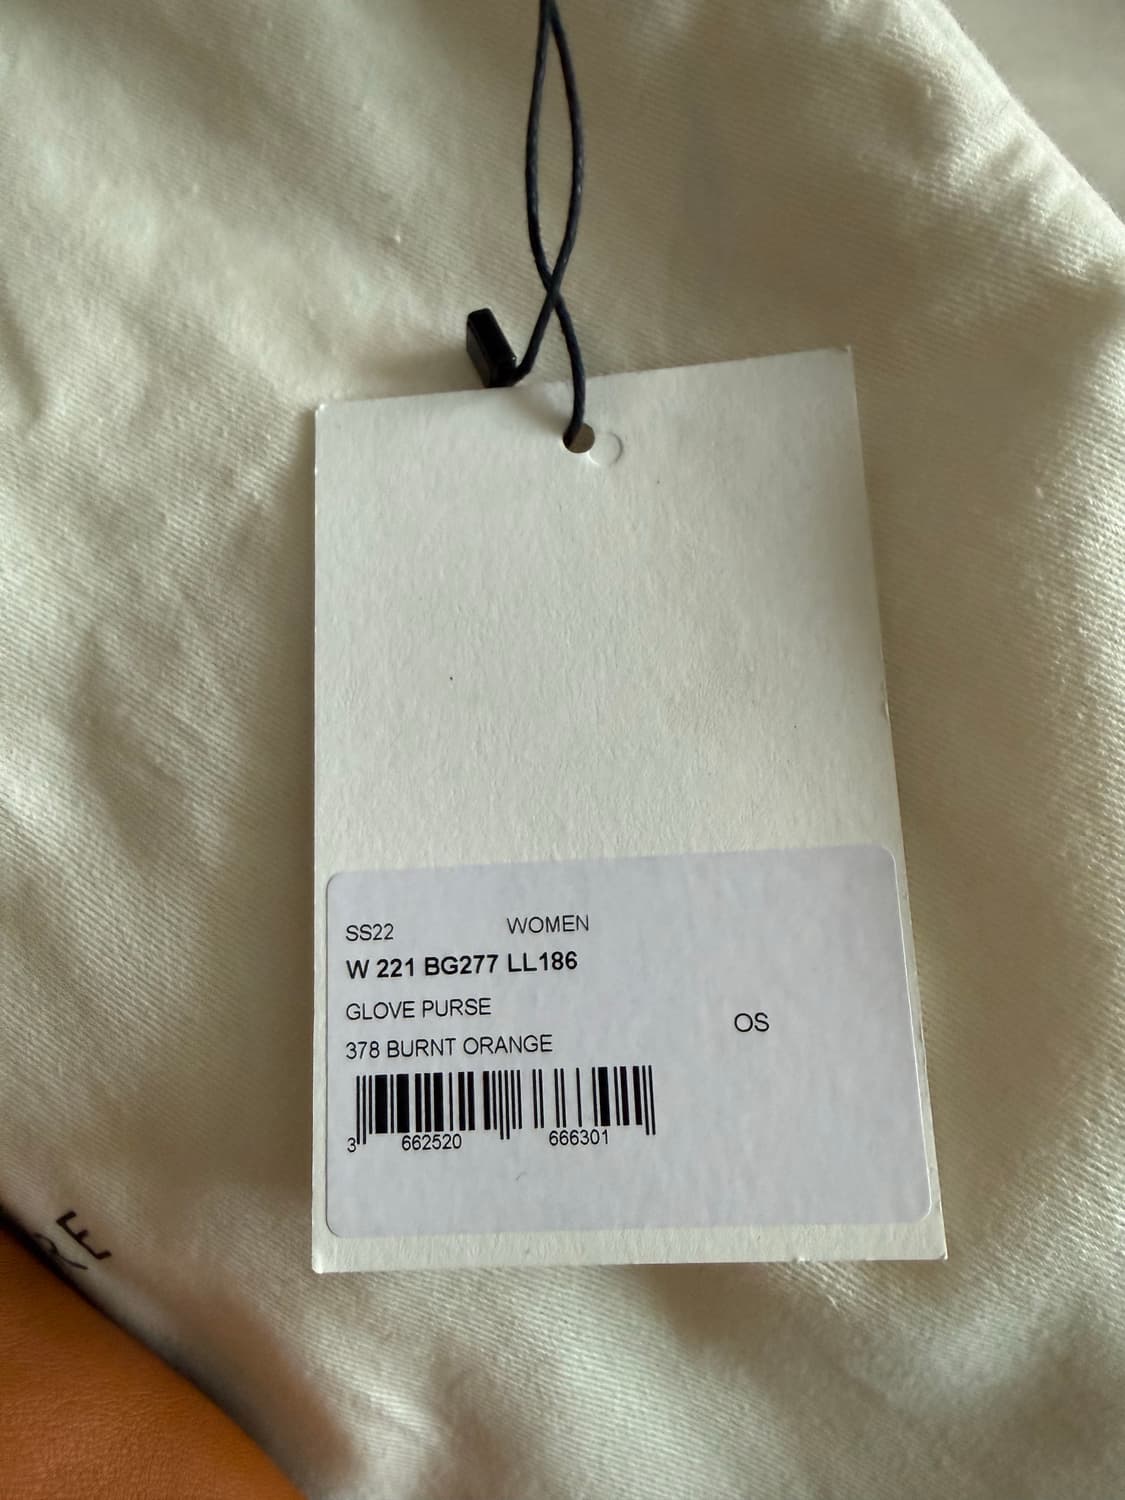 SS22 WOMEN
W 221 BG277 LL186
GLOVE PURSE
OS
378 BURNT ORANGE
3 662520 666301